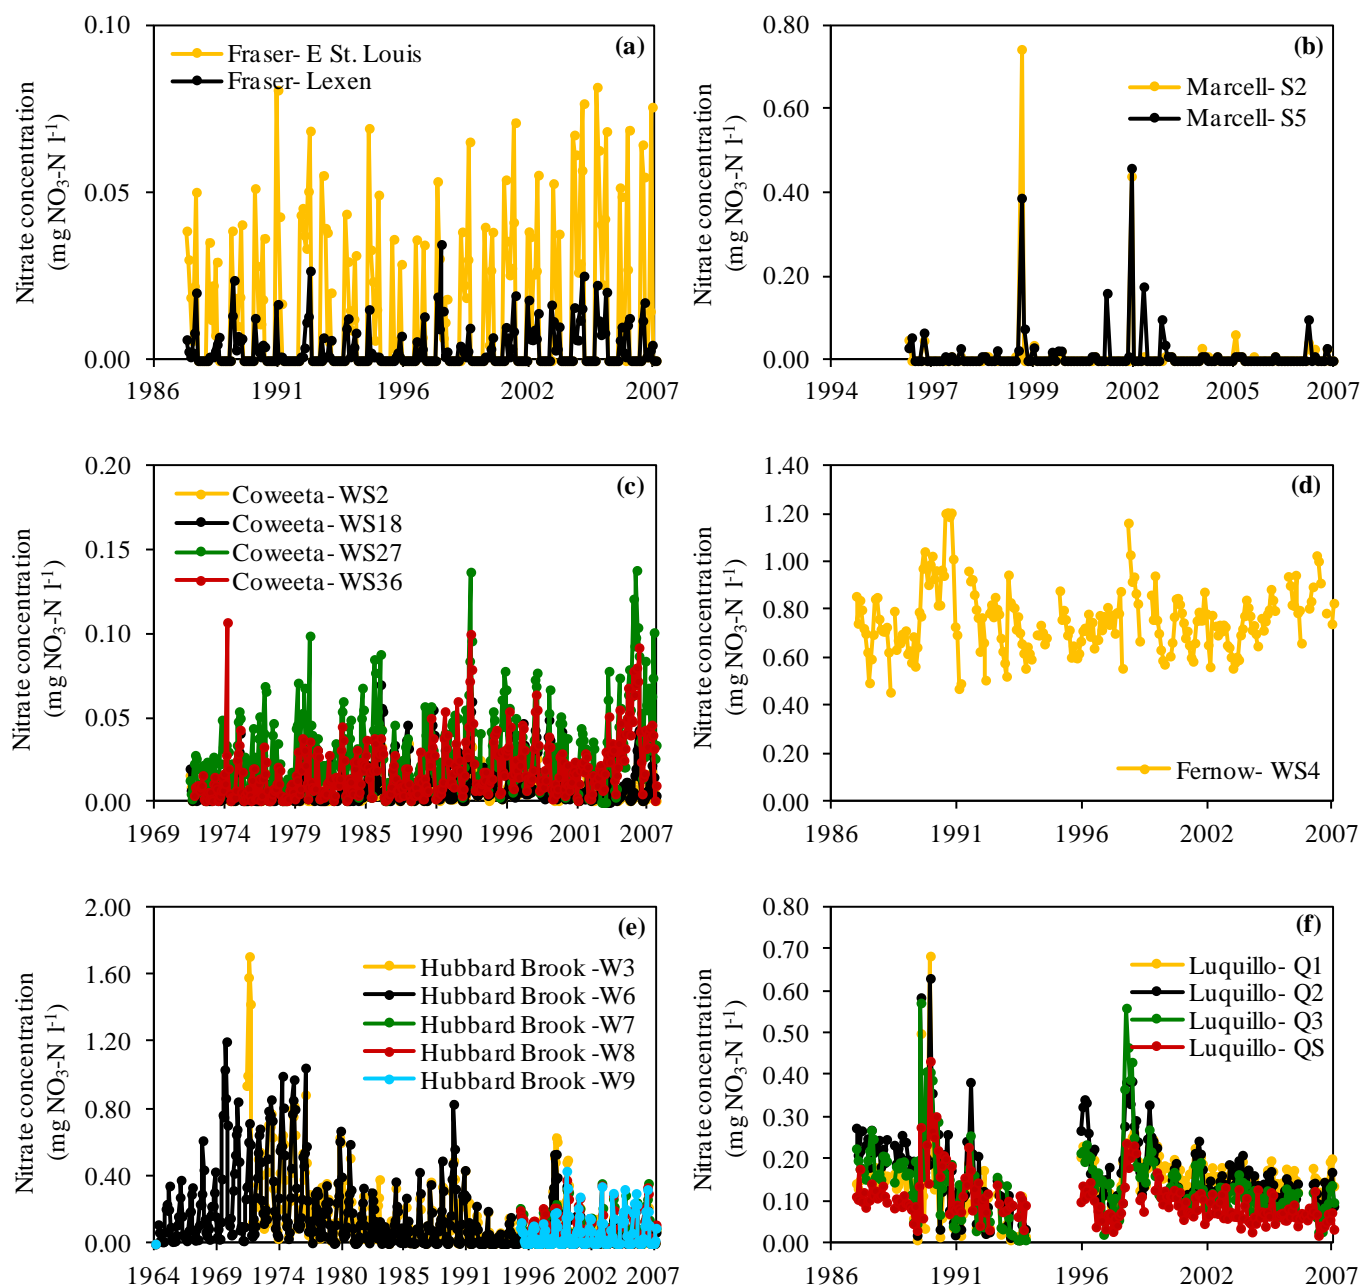 (a)
Fraser- E St. Louis
Fraser- Lexen
Nitrate concentration
(mg NO₃-N l⁻¹)
0.10
0.05
0.00
1986 1991 1996 2002 2007
(b)
Marcell- S2
Marcell- S5
Nitrate concentration
(mg NO₃-N l⁻¹)
0.80
0.60
0.40
0.20
0.00
1994 1997 1999 2002 2005 2007
(c)
Coweeta- WS2
Coweeta- WS18
Coweeta- WS27
Coweeta- WS36
Nitrate concentration
(mg NO₃-N l⁻¹)
0.20
0.15
0.10
0.05
0.00
1969 1974 1979 1985 1990 1996 2001 2007
(d)
Fernow- WS4
Nitrate concentration
(mg NO₃-N l⁻¹)
1.40
1.20
1.00
0.80
0.60
0.40
0.20
0.00
1986 1991 1996 2002 2007
(e)
Hubbard Brook -W3
Hubbard Brook -W6
Hubbard Brook -W7
Hubbard Brook -W8
Hubbard Brook -W9
Nitrate concentration
(mg NO₃-N l⁻¹)
2.00
1.60
1.20
0.80
0.40
0.00
1964 1969 1974 1980 1985 1991 1996 2002 2007
(f)
Luquillo- Q1
Luquillo- Q2
Luquillo- Q3
Luquillo- QS
Nitrate concentration
(mg NO₃-N l⁻¹)
0.80
0.70
0.60
0.50
0.40
0.30
0.20
0.10
0.00
1986 1991 1996 2002 2007